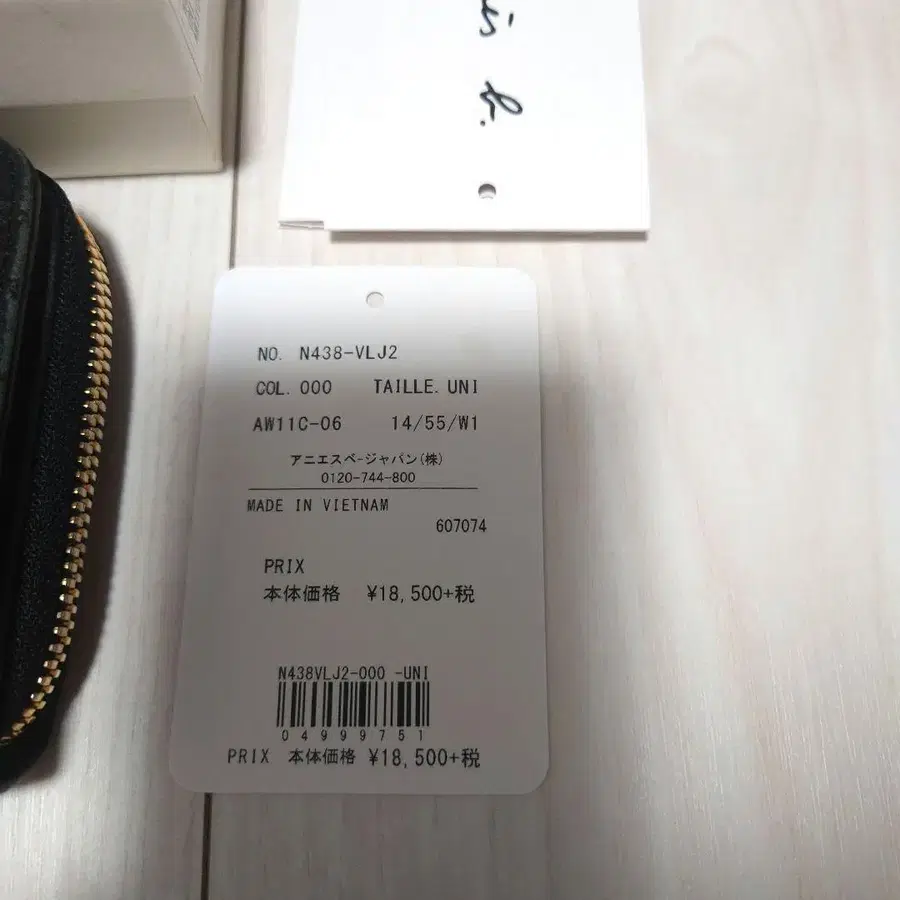 is b.
NO. N438-VLJ2
COL. 000 TAILLE. UNI
AW11C-06 14/55/W1
アニエスベージャパン(株)
0120-744-800
MADE IN VIETNAM
607074
PRIX
本体価格 ¥18,500+税
N438VLJ2-000 -UNI
04999751
PRIX 本体価格 ¥18,500+税